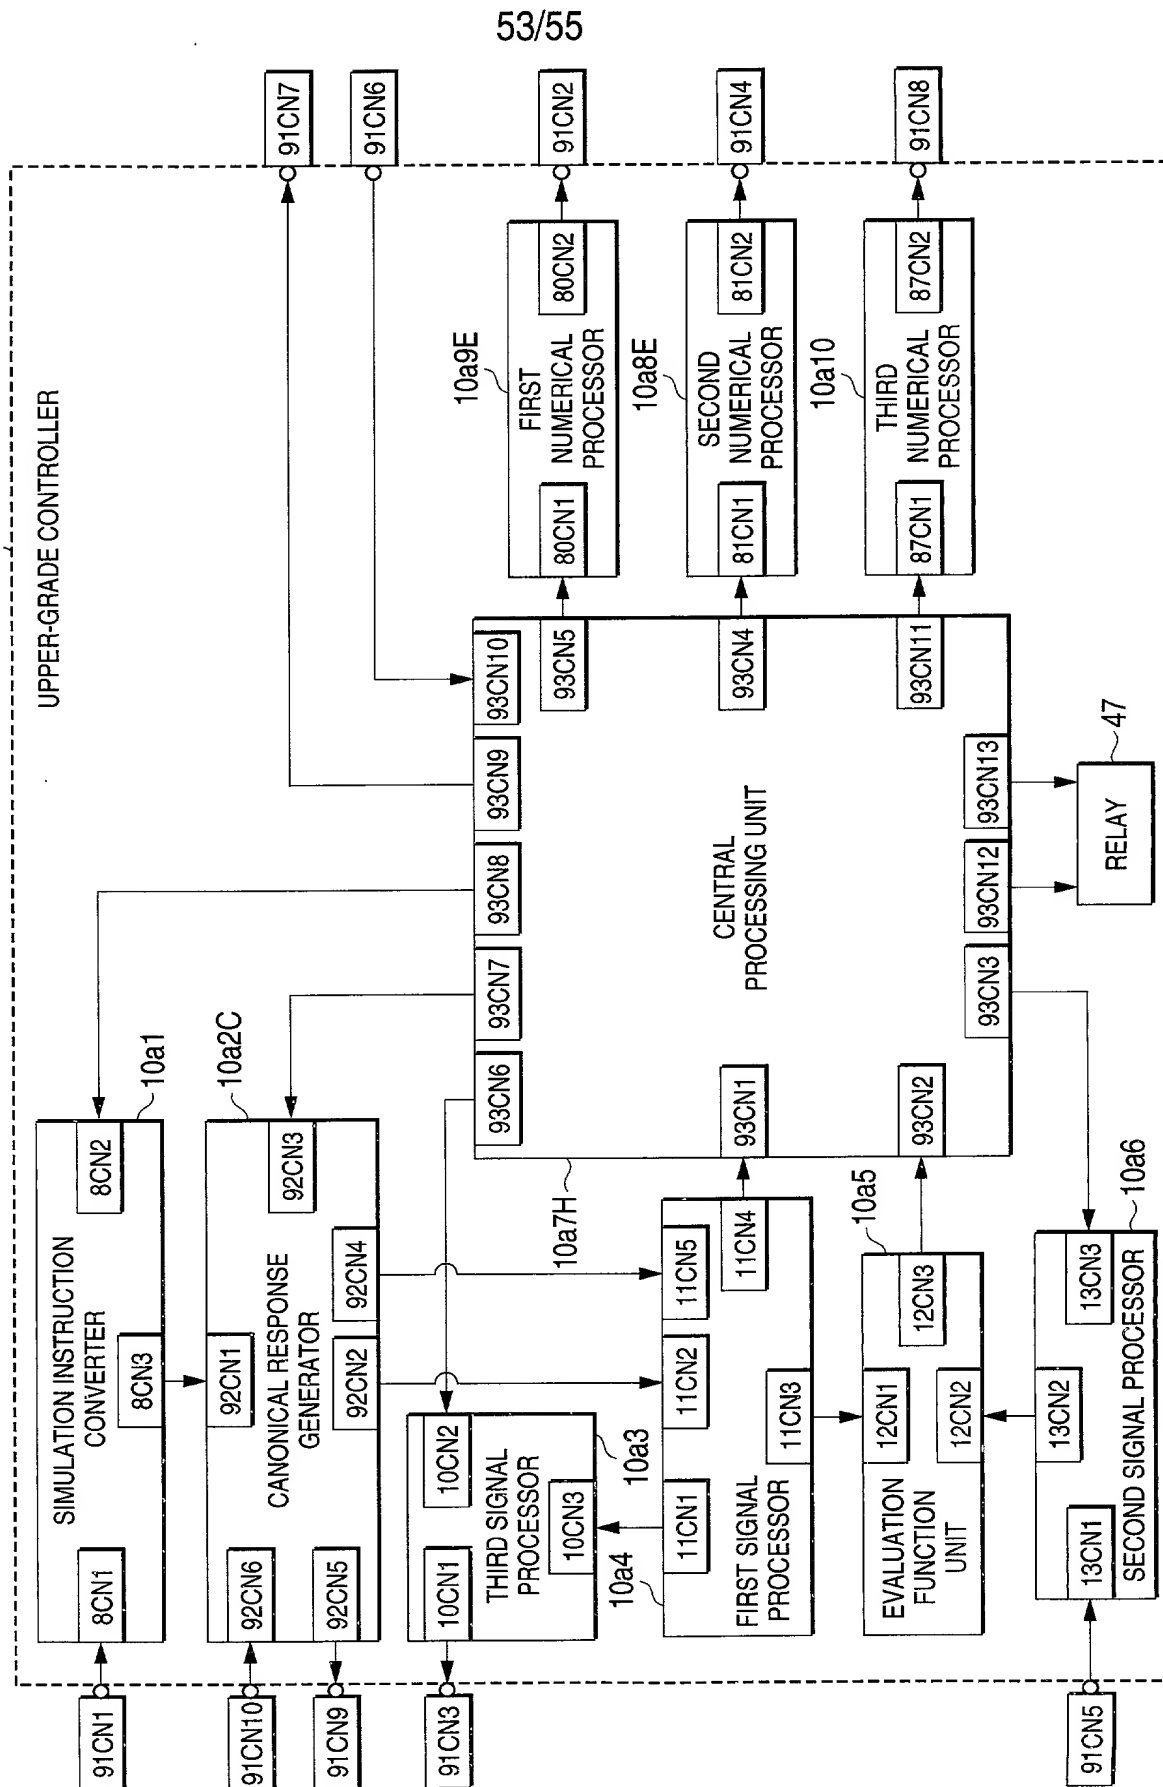 53/55
UPPER-GRADE CONTROLLER
91CN1
8CN1
SIMULATION INSTRUCTION
CONVERTER
8CN3
8CN2
10a1
91CN10
91CN9
92CN6
92CN5
92CN1
CANONICAL RESPONSE
GENERATOR
92CN2
92CN4
92CN3
10a2C
91CN3
10CN1
THIRD SIGNAL
PROCESSOR
10CN2
10CN3
10a3
10a4
11CN1
11CN2
11CN5
FIRST SIGNAL
PROCESSOR
11CN3
11CN4
10a5
EVALUATION
FUNCTION
UNIT
12CN1
12CN2
12CN3
91CN5
13CN1
13CN2
13CN3
SECOND SIGNAL PROCESSOR
10a6
10a7H
93CN6
93CN7
93CN8
93CN9
93CN10
93CN1
93CN2
CENTRAL
PROCESSING UNIT
93CN5
93CN4
93CN11
93CN3
93CN12
93CN13
RELAY
47
91CN7
91CN6
10a9E
80CN1
FIRST
NUMERICAL
PROCESSOR
80CN2
91CN2
10a8E
81CN1
SECOND
NUMERICAL
PROCESSOR
81CN2
91CN4
10a10
87CN1
THIRD
NUMERICAL
PROCESSOR
87CN2
91CN8